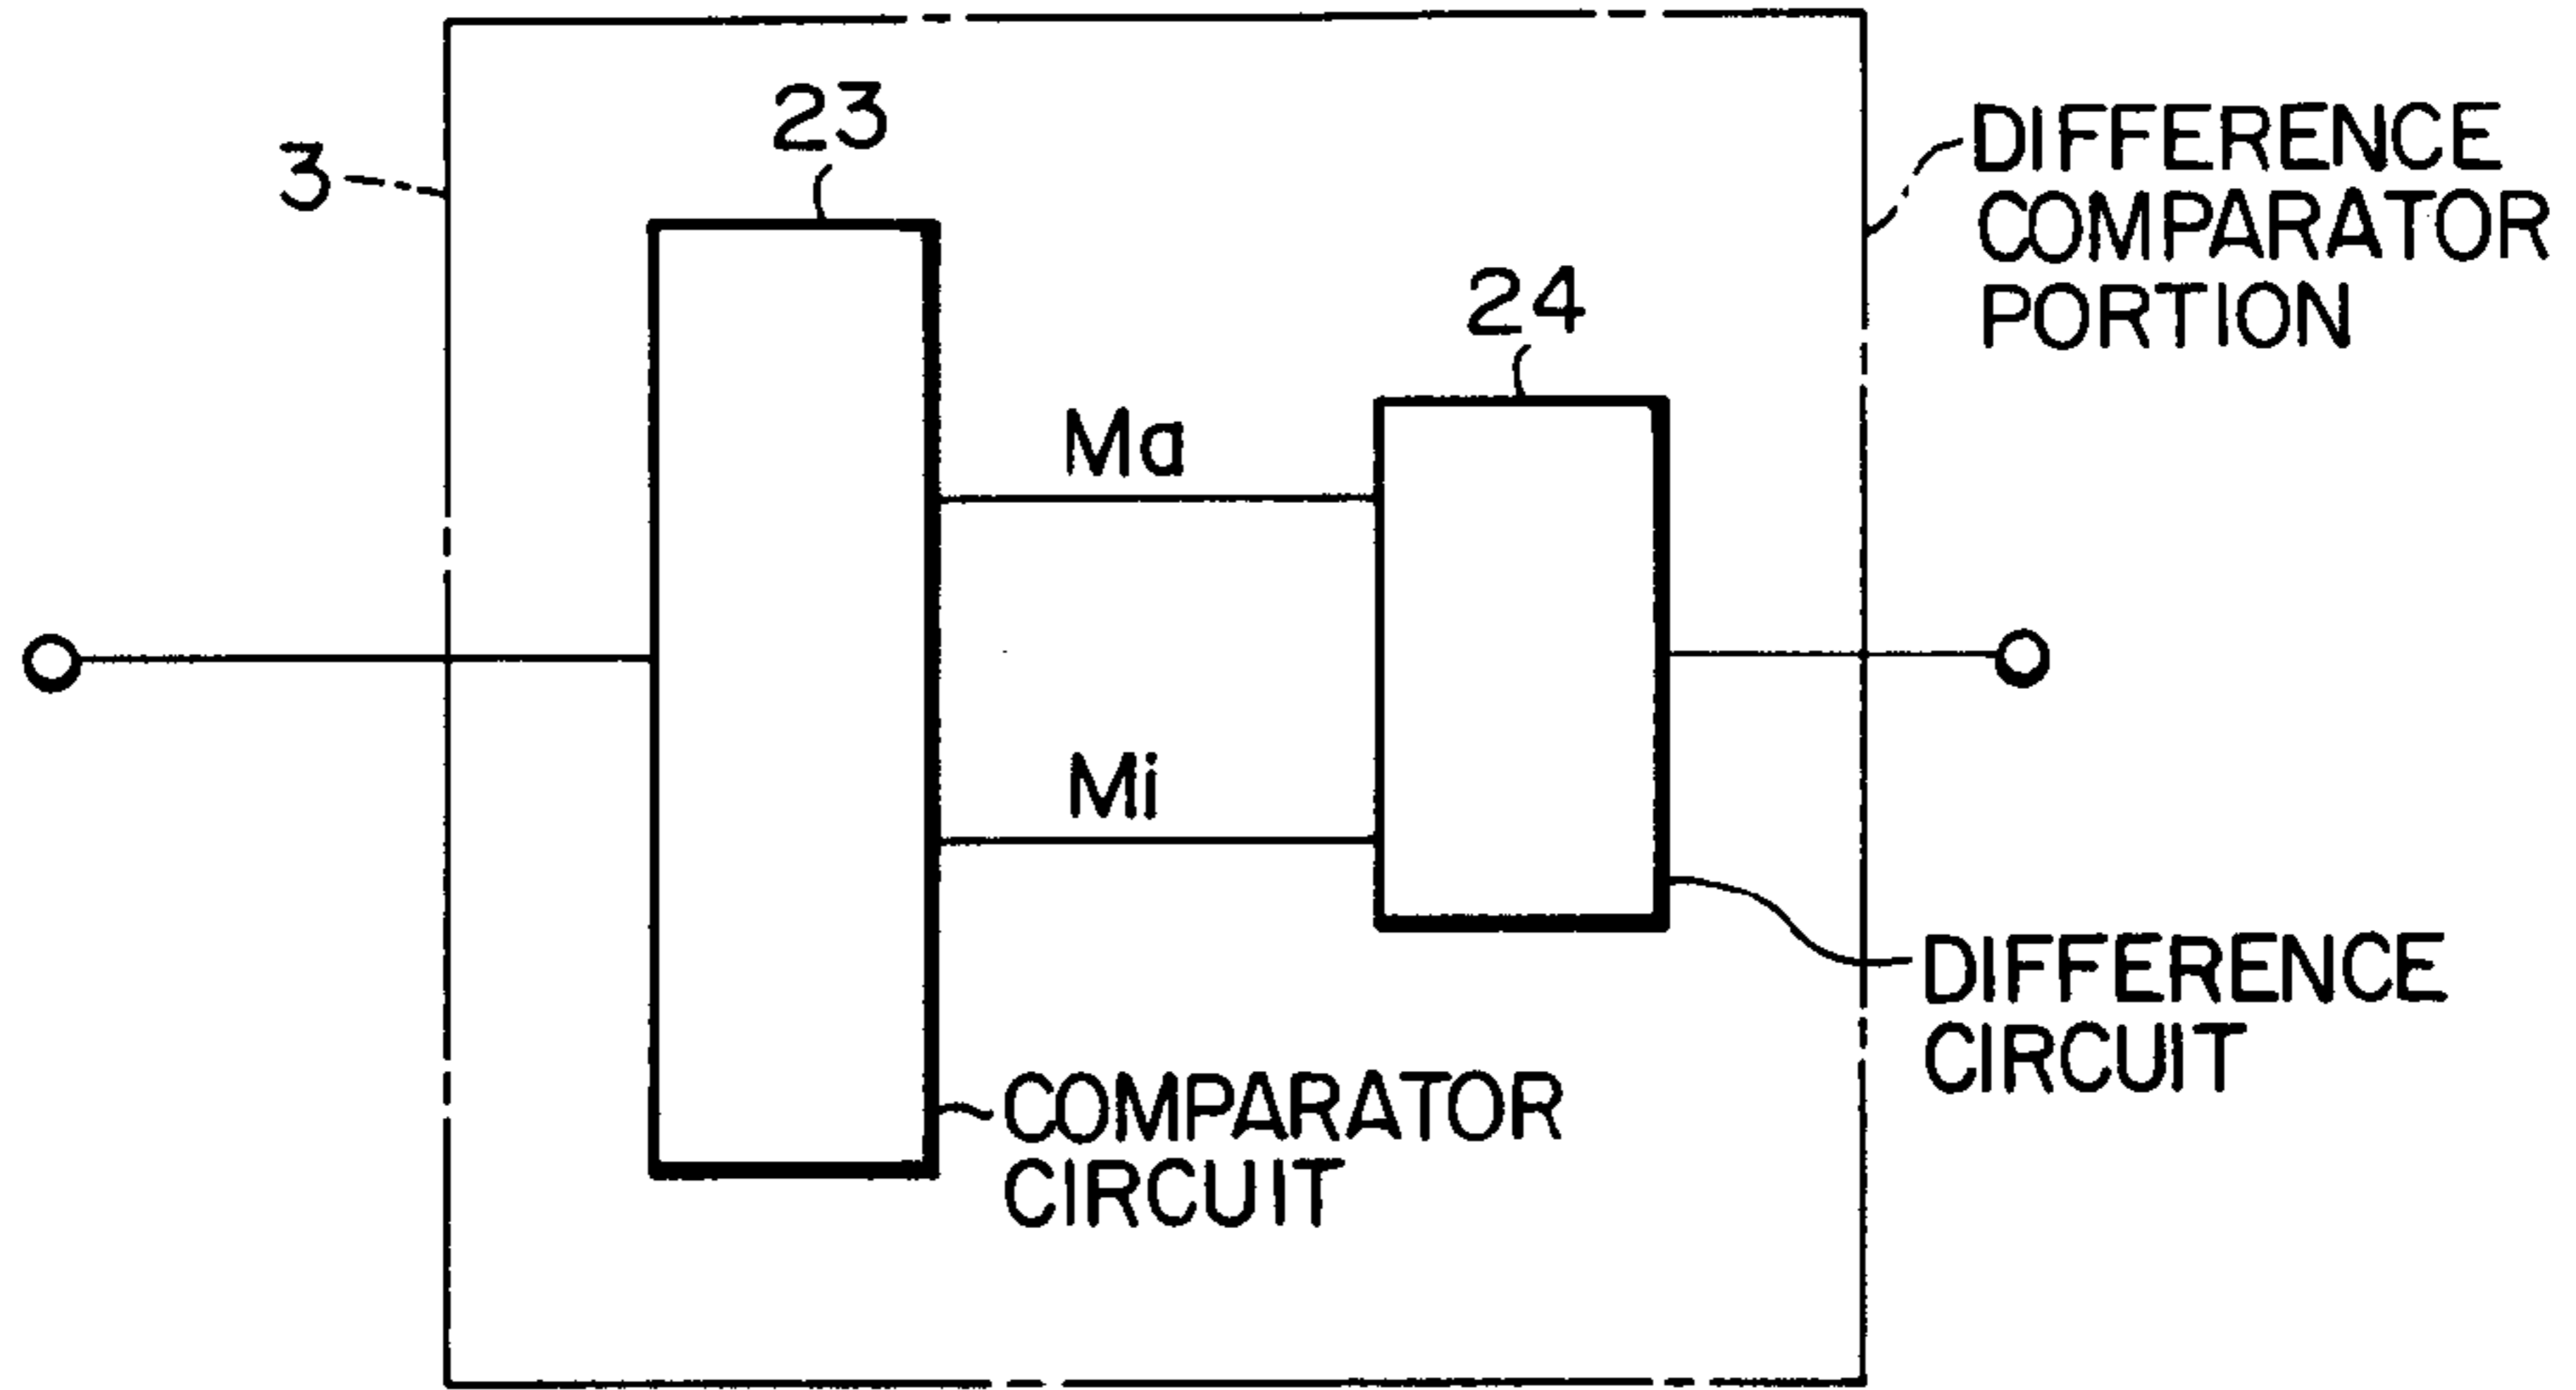 3
23
24
DIFFERENCE
COMPARATOR
PORTION
Ma
Mi
DIFFERENCE
CIRCUIT
COMPARATOR
CIRCUIT